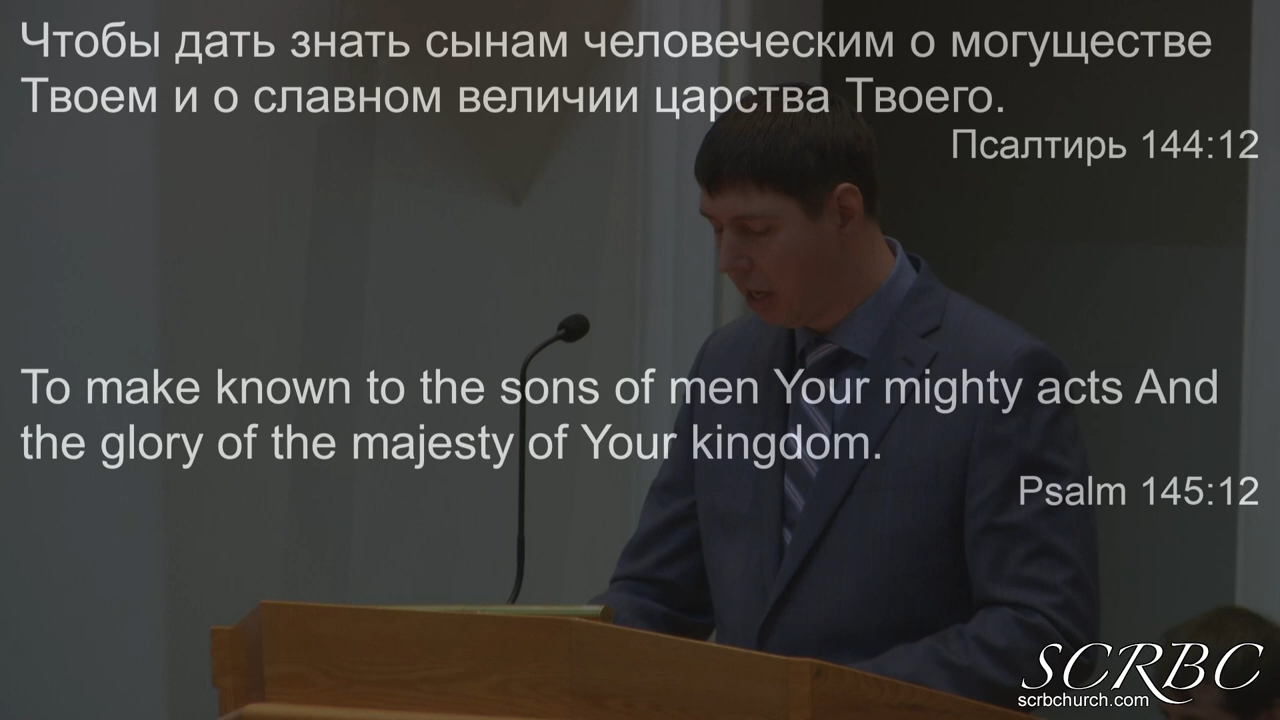 Чтобы дать знать сынам человеческим о могуществе
Твоем и о славном величии царства Твоего.
Псалтирь 144:12
To make known to the sons of men Your mighty acts And
the glory of the majesty of Your kingdom.
Psalm 145:12
SCRBC
scrbchurch.com